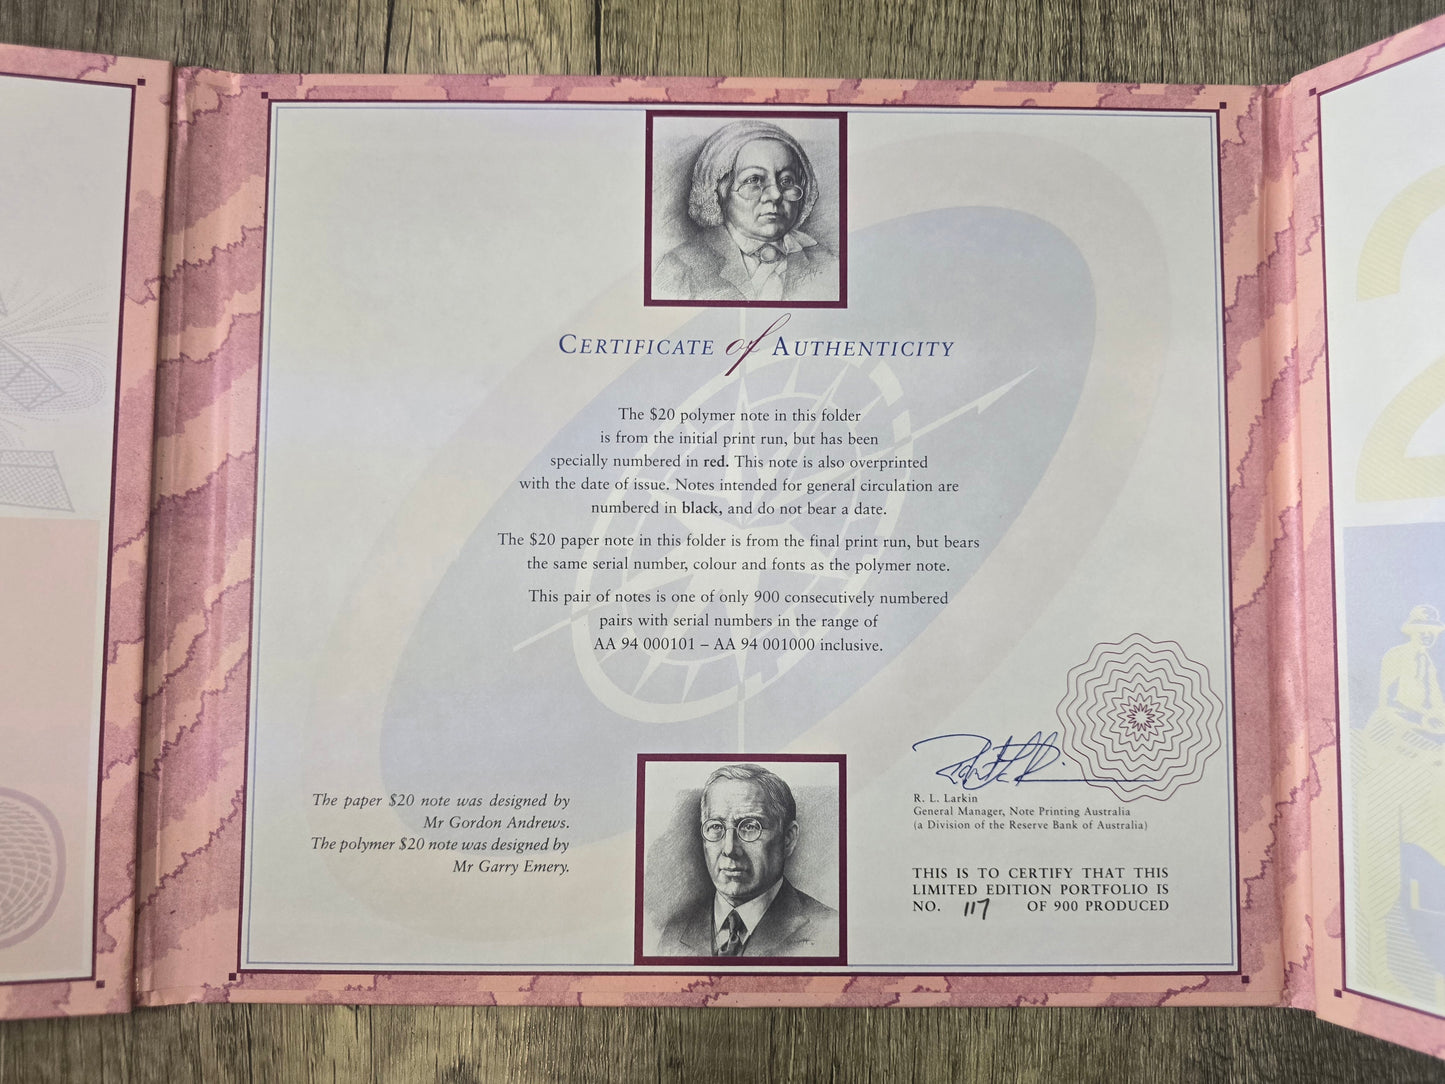 CERTIFICATE of AUTHENTICITY
The $20 polymer note in this folder
is from the initial print run, but has been
specially numbered in red. This note is also overprinted
with the date of issue. Notes intended for general circulation are
numbered in black, and do not bear a date.
The $20 paper note in this folder is from the final print run, but bears
the same serial number, colour and fonts as the polymer note.
This pair of notes is one of only 900 consecutively numbered
pairs with serial numbers in the range of
AA 94 000101 – AA 94 001000 inclusive.
The paper $20 note was designed by
Mr Gordon Andrews.
The polymer $20 note was designed by
Mr Garry Emery.
R. L. Larkin
General Manager, Note Printing Australia
(a Division of the Reserve Bank of Australia)
THIS IS TO CERTIFY THAT THIS
LIMITED EDITION PORTFOLIO IS
NO. 117 OF 900 PRODUCED